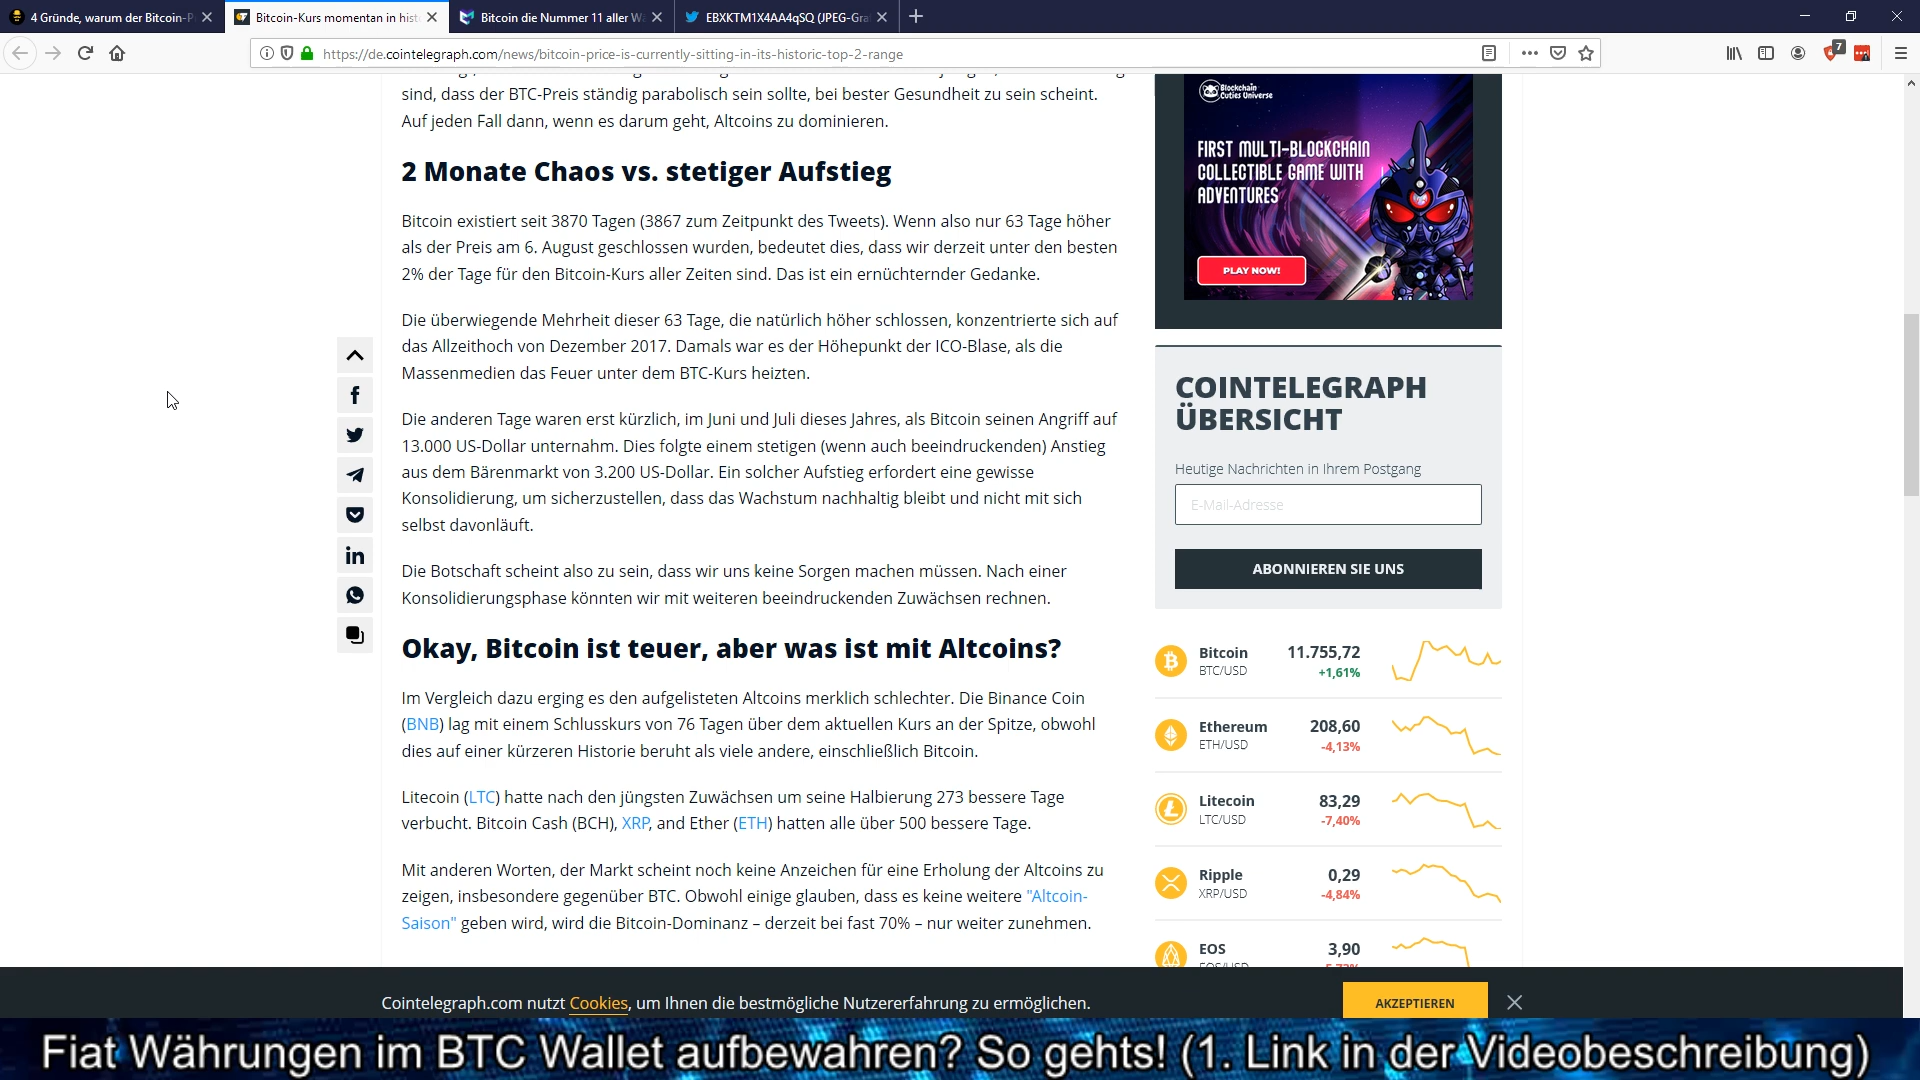 4 Gründe, warum der Bitcoin-P
Bitcoin-Kurs momentan in hist
Bitcoin die Nummer 11 aller W
EBXKTM1X4AA4qSQ (JPEG-Gra
https://de.cointelegraph.com/news/bitcoin-price-is-currently-sitting-in-its-historic-top-2-range
7
sind, dass der BTC-Preis ständig parabolisch sein sollte, bei bester Gesundheit zu sein scheint.
Auf jeden Fall dann, wenn es darum geht, Altcoins zu dominieren.
2 Monate Chaos vs. stetiger Aufstieg
Bitcoin existiert seit 3870 Tagen (3867 zum Zeitpunkt des Tweets). Wenn also nur 63 Tage höher
als der Preis am 6. August geschlossen wurden, bedeutet dies, dass wir derzeit unter den besten
2% der Tage für den Bitcoin-Kurs aller Zeiten sind. Das ist ein ernüchternder Gedanke.
Die überwiegende Mehrheit dieser 63 Tage, die natürlich höher schlossen, konzentrierte sich auf
das Allzeithoch von Dezember 2017. Damals war es der Höhepunkt der ICO-Blase, als die
Massenmedien das Feuer unter dem BTC-Kurs heizten.
Die anderen Tage waren erst kürzlich, im Juni und Juli dieses Jahres, als Bitcoin seinen Angriff auf
13.000 US-Dollar unternahm. Dies folgte einem stetigen (wenn auch beeindruckenden) Anstieg
aus dem Bärenmarkt von 3.200 US-Dollar. Ein solcher Aufstieg erfordert eine gewisse
Konsolidierung, um sicherzustellen, dass das Wachstum nachhaltig bleibt und nicht mit sich
selbst davonläuft.
Die Botschaft scheint also zu sein, dass wir uns keine Sorgen machen müssen. Nach einer
Konsolidierungsphase könnten wir mit weiteren beeindruckenden Zuwächsen rechnen.
Okay, Bitcoin ist teuer, aber was ist mit Altcoins?
Im Vergleich dazu erging es den aufgelisteten Altcoins merklich schlechter. Die Binance Coin
(BNB) lag mit einem Schlusskurs von 76 Tagen über dem aktuellen Kurs an der Spitze, obwohl
dies auf einer kürzeren Historie beruht als viele andere, einschließlich Bitcoin.
Litecoin (LTC) hatte nach den jüngsten Zuwächsen um seine Halbierung 273 bessere Tage
verbucht. Bitcoin Cash (BCH), XRP, and Ether (ETH) hatten alle über 500 bessere Tage.
Mit anderen Worten, der Markt scheint noch keine Anzeichen für eine Erholung der Altcoins zu
zeigen, insbesondere gegenüber BTC. Obwohl einige glauben, dass es keine weitere "Altcoin-
Saison" geben wird, wird die Bitcoin-Dominanz – derzeit bei fast 70% – nur weiter zunehmen.
Blockchain
Cuties Universe
FIRST MULTI-BLOCKCHAIN
COLLECTIBLE GAME WITH
ADVENTURES
PLAY NOW!
COINTELEGRAPH
ÜBERSICHT
Heutige Nachrichten in Ihrem Postgang
E-Mail-Adresse
ABONNIEREN SIE UNS
Bitcoin 11.755,72
BTC/USD +1,61%
Ethereum 208,60
ETH/USD -4,13%
Litecoin 83,29
LTC/USD -7,40%
Ripple 0,29
XRP/USD -4,84%
EOS 3,90
Cointelegraph.com nutzt Cookies, um Ihnen die bestmögliche Nutzererfahrung zu ermöglichen.
AKZEPTIEREN
Fiat Währungen im BTC Wallet aufbewahren? So gehts! (1. Link in der Videobeschreibung)